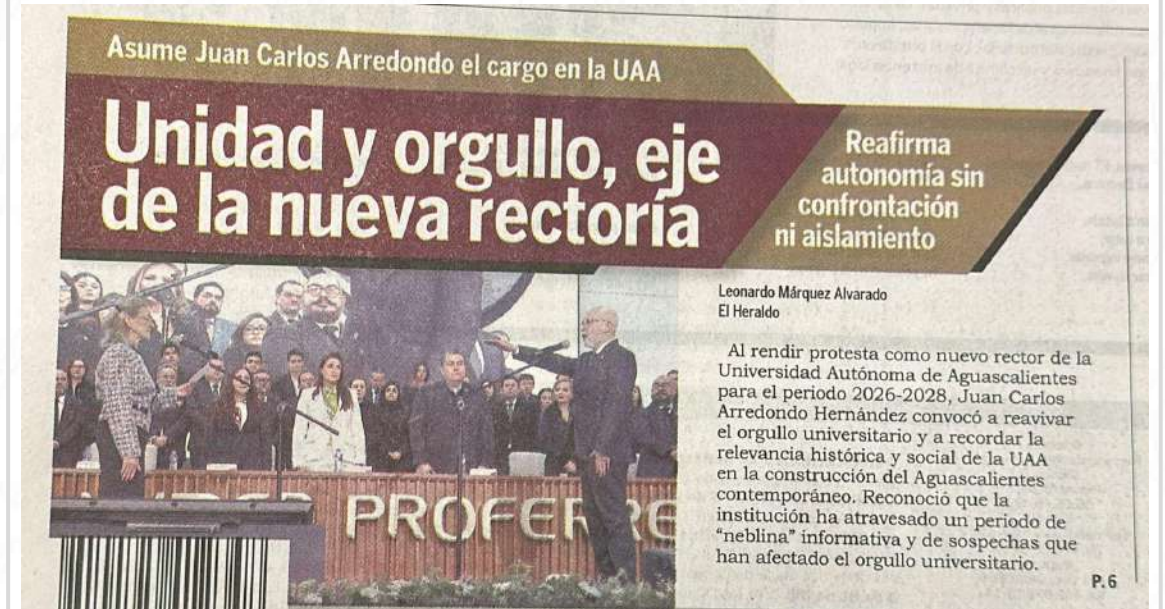 Asume Juan Carlos Arredondo el cargo en la UAA
Unidad y orgullo, eje
de la nueva rectoría
Reafirma
autonomía sin
confrontación
ni aislamiento
Leonardo Márquez Alvarado
El Heraldo
Al rendir protesta como nuevo rector de la
Universidad Autónoma de Aguascalientes
para el periodo 2026-2028, Juan Carlos
Arredondo Hernández convocó a reavivar
el orgullo universitario y a recordar la
relevancia histórica y social de la UAA
en la construcción del Aguascalientes
contemporáneo. Reconoció que la
institución ha atravesado un periodo de
“neblina” informativa y de sospechas que
han afectado el orgullo universitario.
P.6
PROFERRE